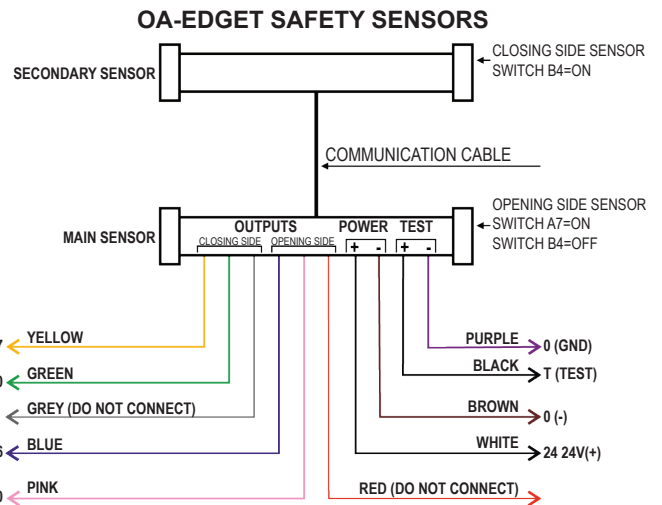 OA-EDGET SAFETY SENSORS
SECONDARY SENSOR
CLOSING SIDE SENSOR
SWITCH B4=ON
COMMUNICATION CABLE
MAIN SENSOR
OUTPUTS POWER TEST
CLOSING SIDE OPENING SIDE + - + -
OPENING SIDE SENSOR
SWITCH A7=ON
SWITCH B4=OFF
YELLOW
GREEN
GREY (DO NOT CONNECT)
BLUE
PINK
PURPLE 0 (GND)
BLACK T (TEST)
BROWN 0 (-)
WHITE 24 24V(+)
RED (DO NOT CONNECT)